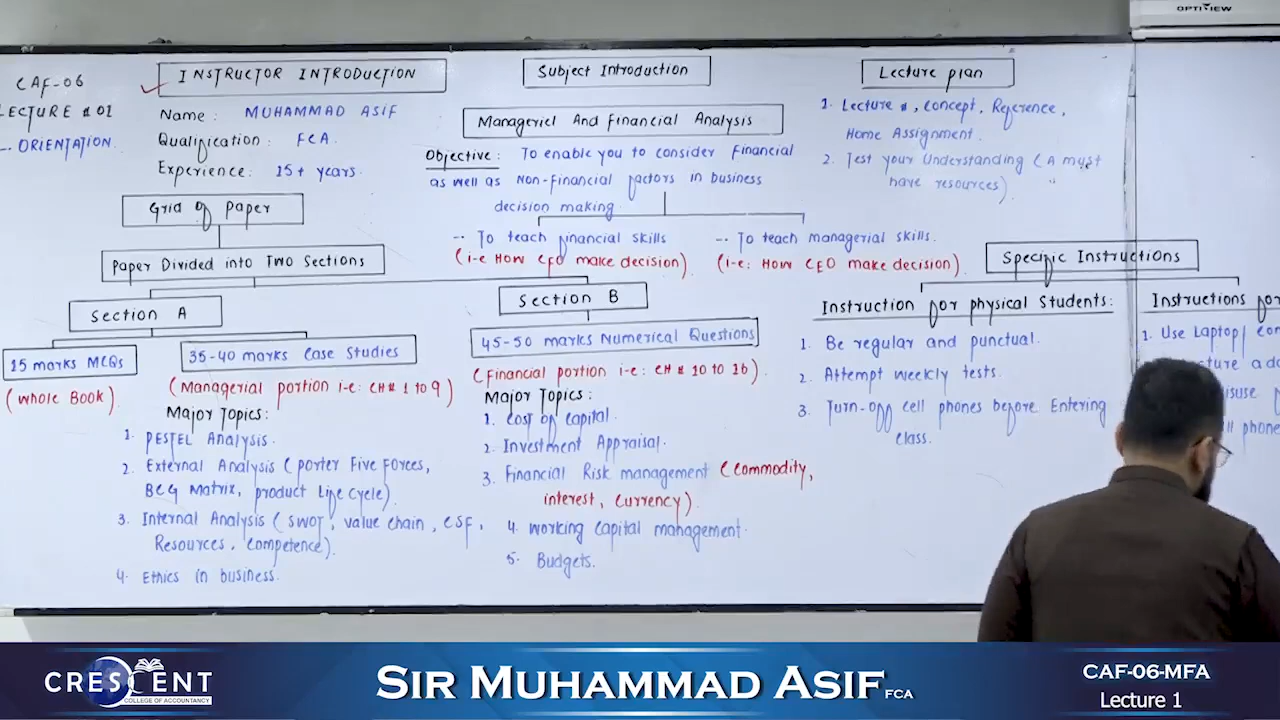 OPTIVIEW
CAF-06
LECTURE # 01
ORIENTATION.
INSTRUCTOR INTRODUCTION
Name: MUHAMMAD ASIF
Qualification: FCA.
Experience: 15+ years.
Grid of Paper
Paper Divided into Two Sections
Section A
15 marks MCQs
(Whole Book)
35-40 marks Case Studies
(Managerial portion i-e: CH# 1 to 9)
Major Topics:
1. PESTEL Analysis.
2. External Analysis (porter Five Forces,
BCG Matrix, product Life Cycle).
3. Internal Analysis (SWOT, value chain, CSF,
Resources, Competence).
4. Ethics in business.
Subject Introduction
Manageriel And Financial Analysis
Objective: To enable you to consider Financial
as well as Non-financial factors in business
decision making
-- To teach financial skills
(i-e How CFO make decision)
-- To teach managerial skills.
(i-e: How CEO make decision)
Section B
45-50 marks Numerical Questions
(Financial portion i-e: CH # 10 to 16)
Major Topics:
1. Cost of capital.
2. Investment Appraisal.
3. Financial Risk management (Commodity,
interest, Currency).
4. Working capital management.
5. Budgets.
Lecture plan
1. Lecture #, concept, Reference,
Home Assignment.
2. Test your Understanding (A must
have resources)
Specific Instructions
Instruction for physical Students:
1. Be regular and punctual.
2. Attempt weekly tests.
3. Turn-off cell phones before Entering
class.
Instructions for
1. Use Laptop/
CRESCENT
COLLEGE OF ACCOUNTANCY
SIR MUHAMMAD ASIF FCA
CAF-06-MFA
Lecture 1